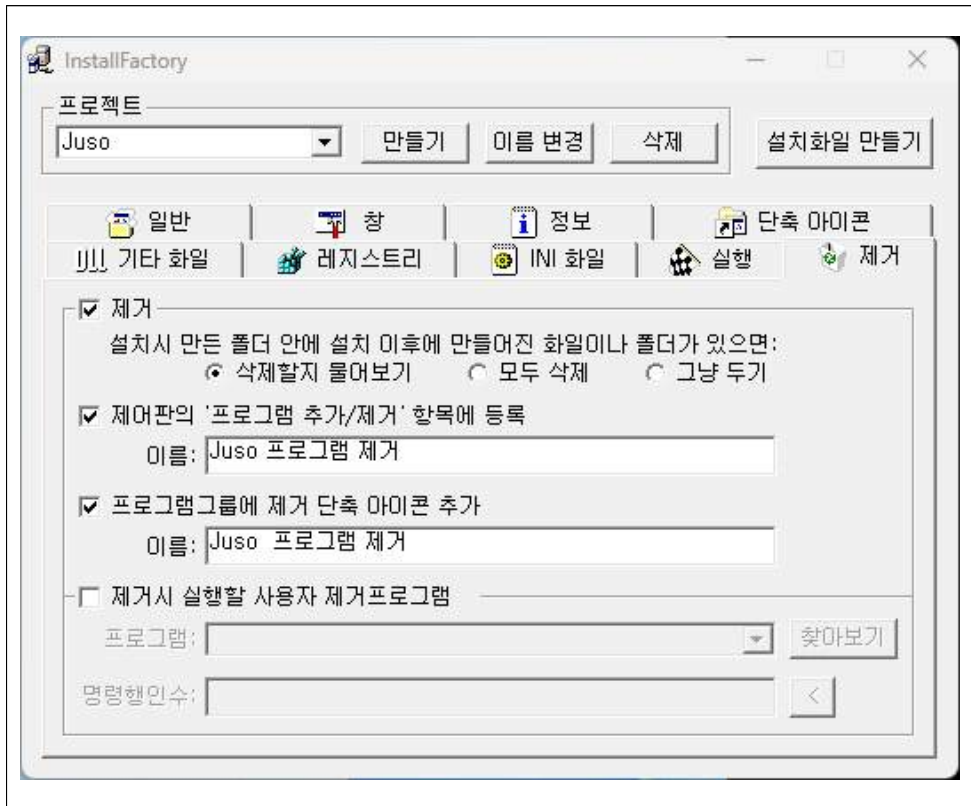 InstallFactory
프로젝트
Juso 만들기 이름 변경 삭제 설치화일 만들기
일반 창 정보 단축 아이콘
기타 화일 레지스트리 INI 화일 실행 제거
제거
설치시 만든 폴더 안에 설치 이후에 만들어진 화일이나 폴더가 있으면:
삭제할지 물어보기 모두 삭제 그냥 두기
제어판의 '프로그램 추가/제거' 항목에 등록
이름: Juso 프로그램 제거
프로그램그룹에 제거 단축 아이콘 추가
이름: Juso  프로그램 제거
제거시 실행할 사용자 제거프로그램
프로그램: 찾아보기
명령행인수: <